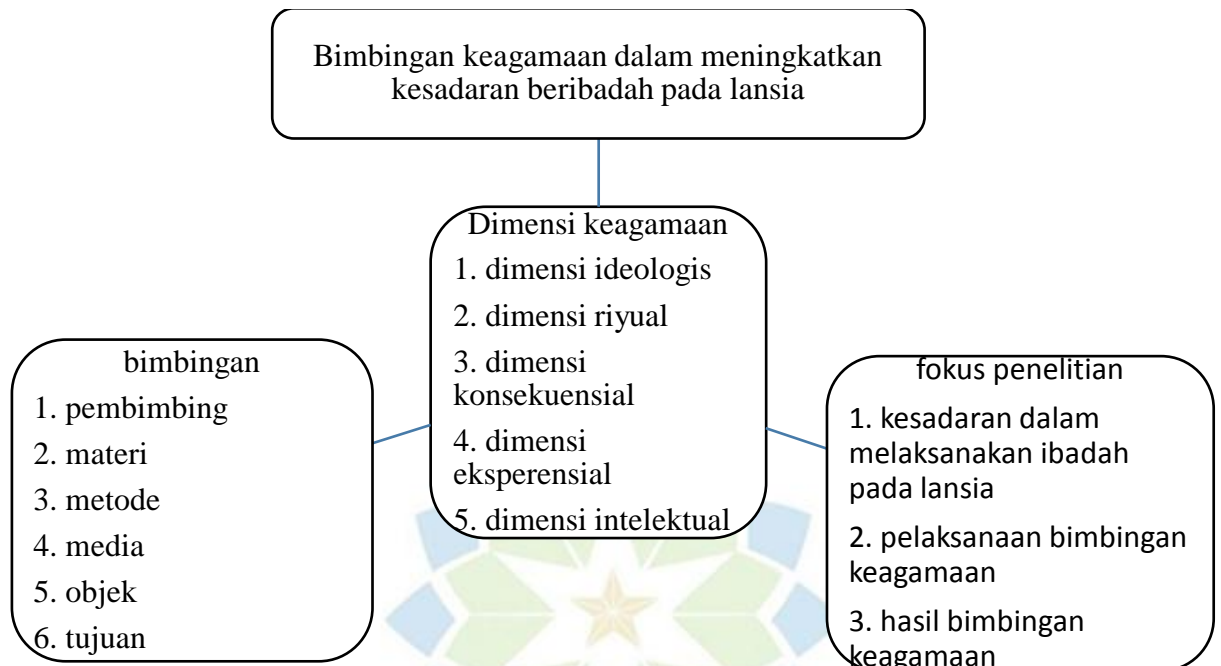 Bimbingan keagamaan dalam meningkatkan
kesadaran beribadah pada lansia
Dimensi keagamaan
1. dimensi ideologis
2. dimensi riyual
3. dimensi
konsekuensial
4. dimensi
eksperensial
5. dimensi intelektual
bimbingan
1. pembimbing
2. materi
3. metode
4. media
5. objek
6. tujuan
fokus penelitian
1. kesadaran dalam
melaksanakan ibadah
pada lansia
2. pelaksanaan bimbingan
keagamaan
3. hasil bimbingan
keagamaan